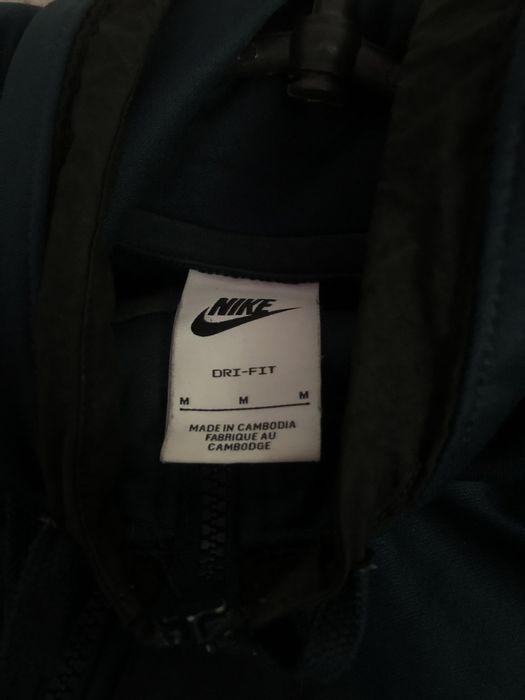 NIKE
DRI-FIT
M M M
MADE IN CAMBODIA
FABRIQUE AU
CAMBODGE